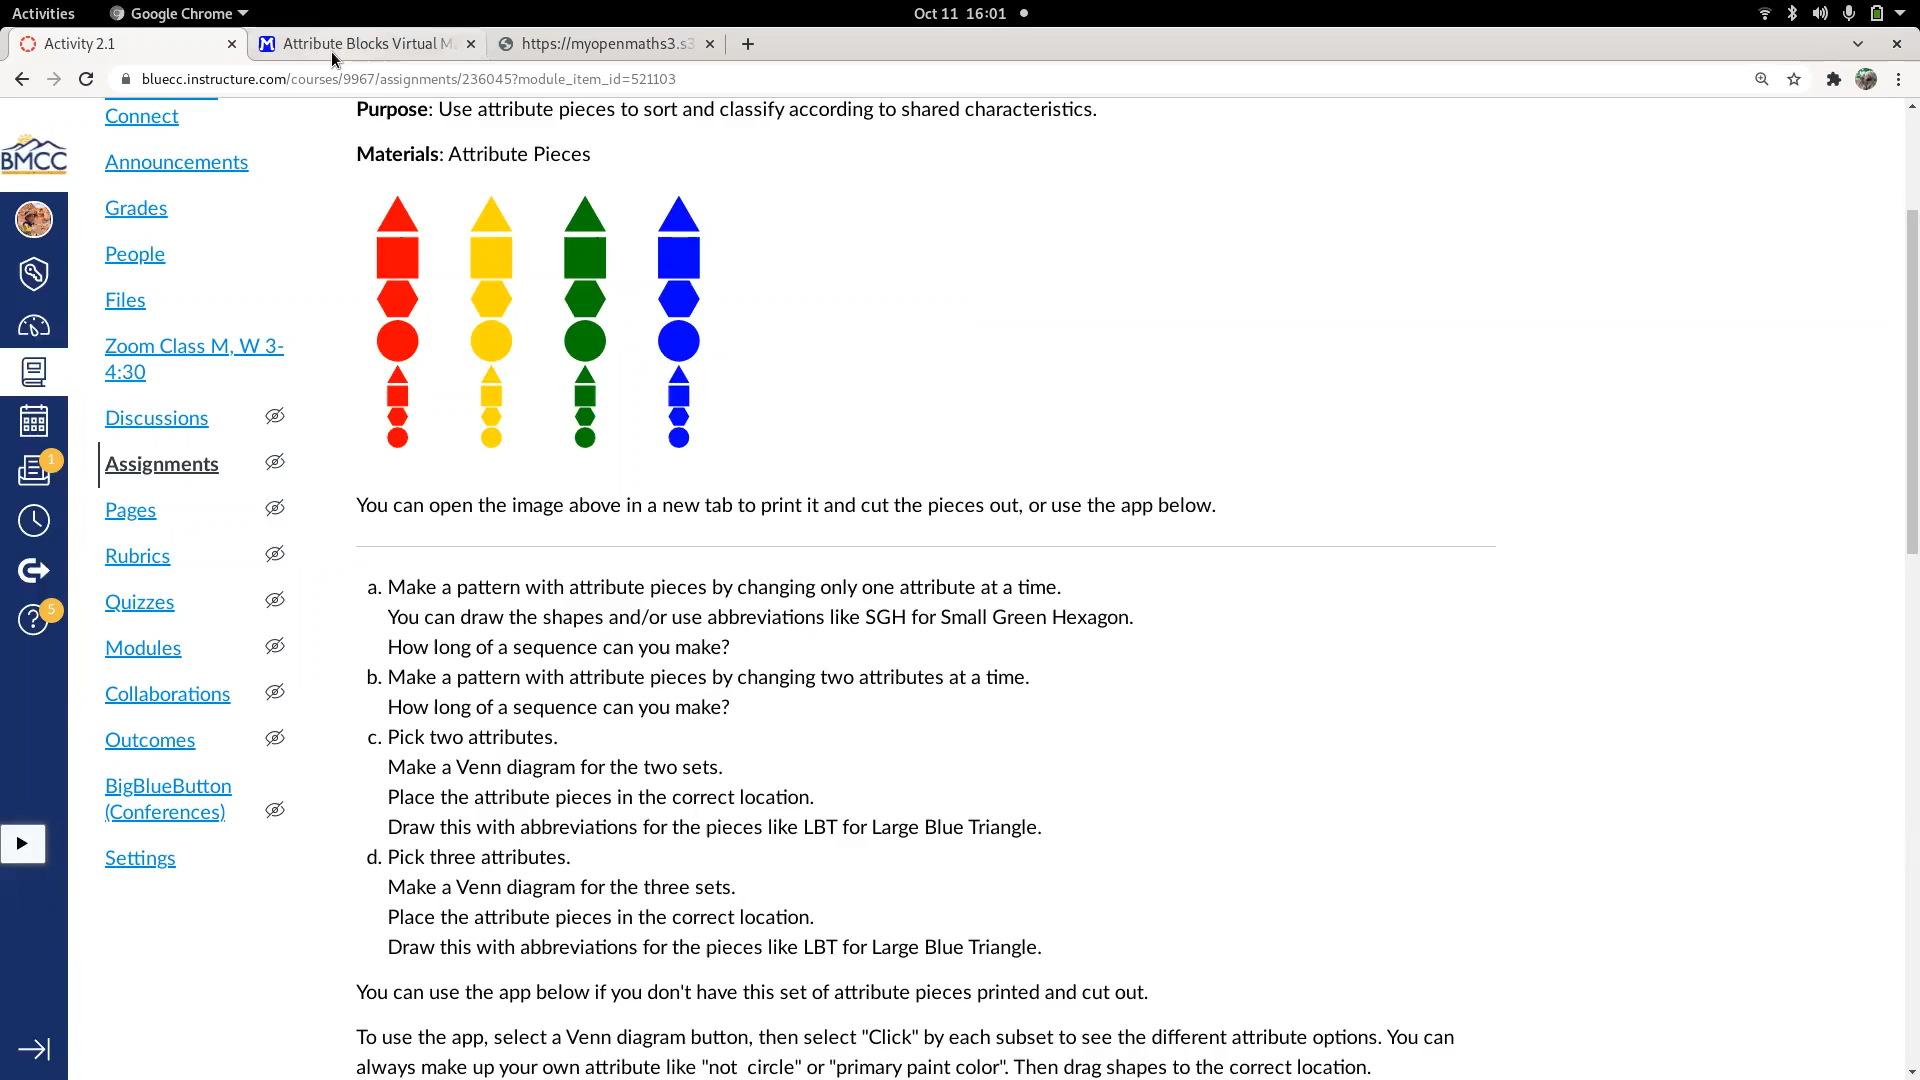 Activities
Google Chrome
Oct 11 16:01
Activity 2.1
Attribute Blocks Virtual M
https://myopenmaths3.s3
bluecc.instructure.com/courses/9967/assignments/236045?module_item_id=521103
BMCC
1
5
Connect
Announcements
Grades
People
Files
Zoom Class M, W 3-
4:30
Discussions
Assignments
Pages
Rubrics
Quizzes
Modules
Collaborations
Outcomes
BigBlueButton
(Conferences)
Settings
Purpose: Use attribute pieces to sort and classify according to shared characteristics.
Materials: Attribute Pieces
You can open the image above in a new tab to print it and cut the pieces out, or use the app below.
a. Make a pattern with attribute pieces by changing only one attribute at a time.
You can draw the shapes and/or use abbreviations like SGH for Small Green Hexagon.
How long of a sequence can you make?
b. Make a pattern with attribute pieces by changing two attributes at a time.
How long of a sequence can you make?
c. Pick two attributes.
Make a Venn diagram for the two sets.
Place the attribute pieces in the correct location.
Draw this with abbreviations for the pieces like LBT for Large Blue Triangle.
d. Pick three attributes.
Make a Venn diagram for the three sets.
Place the attribute pieces in the correct location.
Draw this with abbreviations for the pieces like LBT for Large Blue Triangle.
You can use the app below if you don't have this set of attribute pieces printed and cut out.
To use the app, select a Venn diagram button, then select "Click" by each subset to see the different attribute options. You can
always make up your own attribute like "not circle" or "primary paint color". Then drag shapes to the correct location.